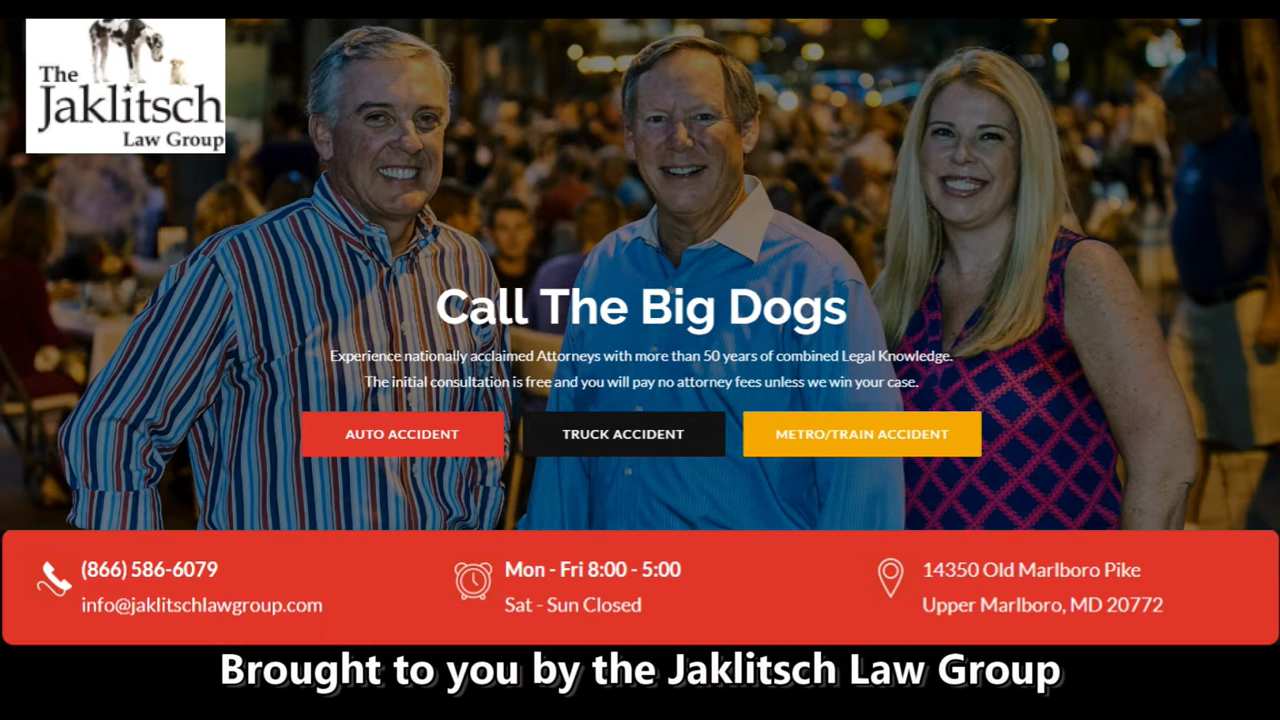 The
Jaklitsch
Law Group
Call The Big Dogs
Experience nationally acclaimed Attorneys with more than 50 years of combined Legal Knowledge.
The initial consultation is free and you will pay no attorney fees unless we win your case.
AUTO ACCIDENT
TRUCK ACCIDENT
METRO/TRAIN ACCIDENT
(866) 586-6079
info@jaklitschlawgroup.com
Mon - Fri 8:00 - 5:00
Sat - Sun Closed
14350 Old Marlboro Pike
Upper Marlboro, MD 20772
Brought to you by the Jaklitsch Law Group